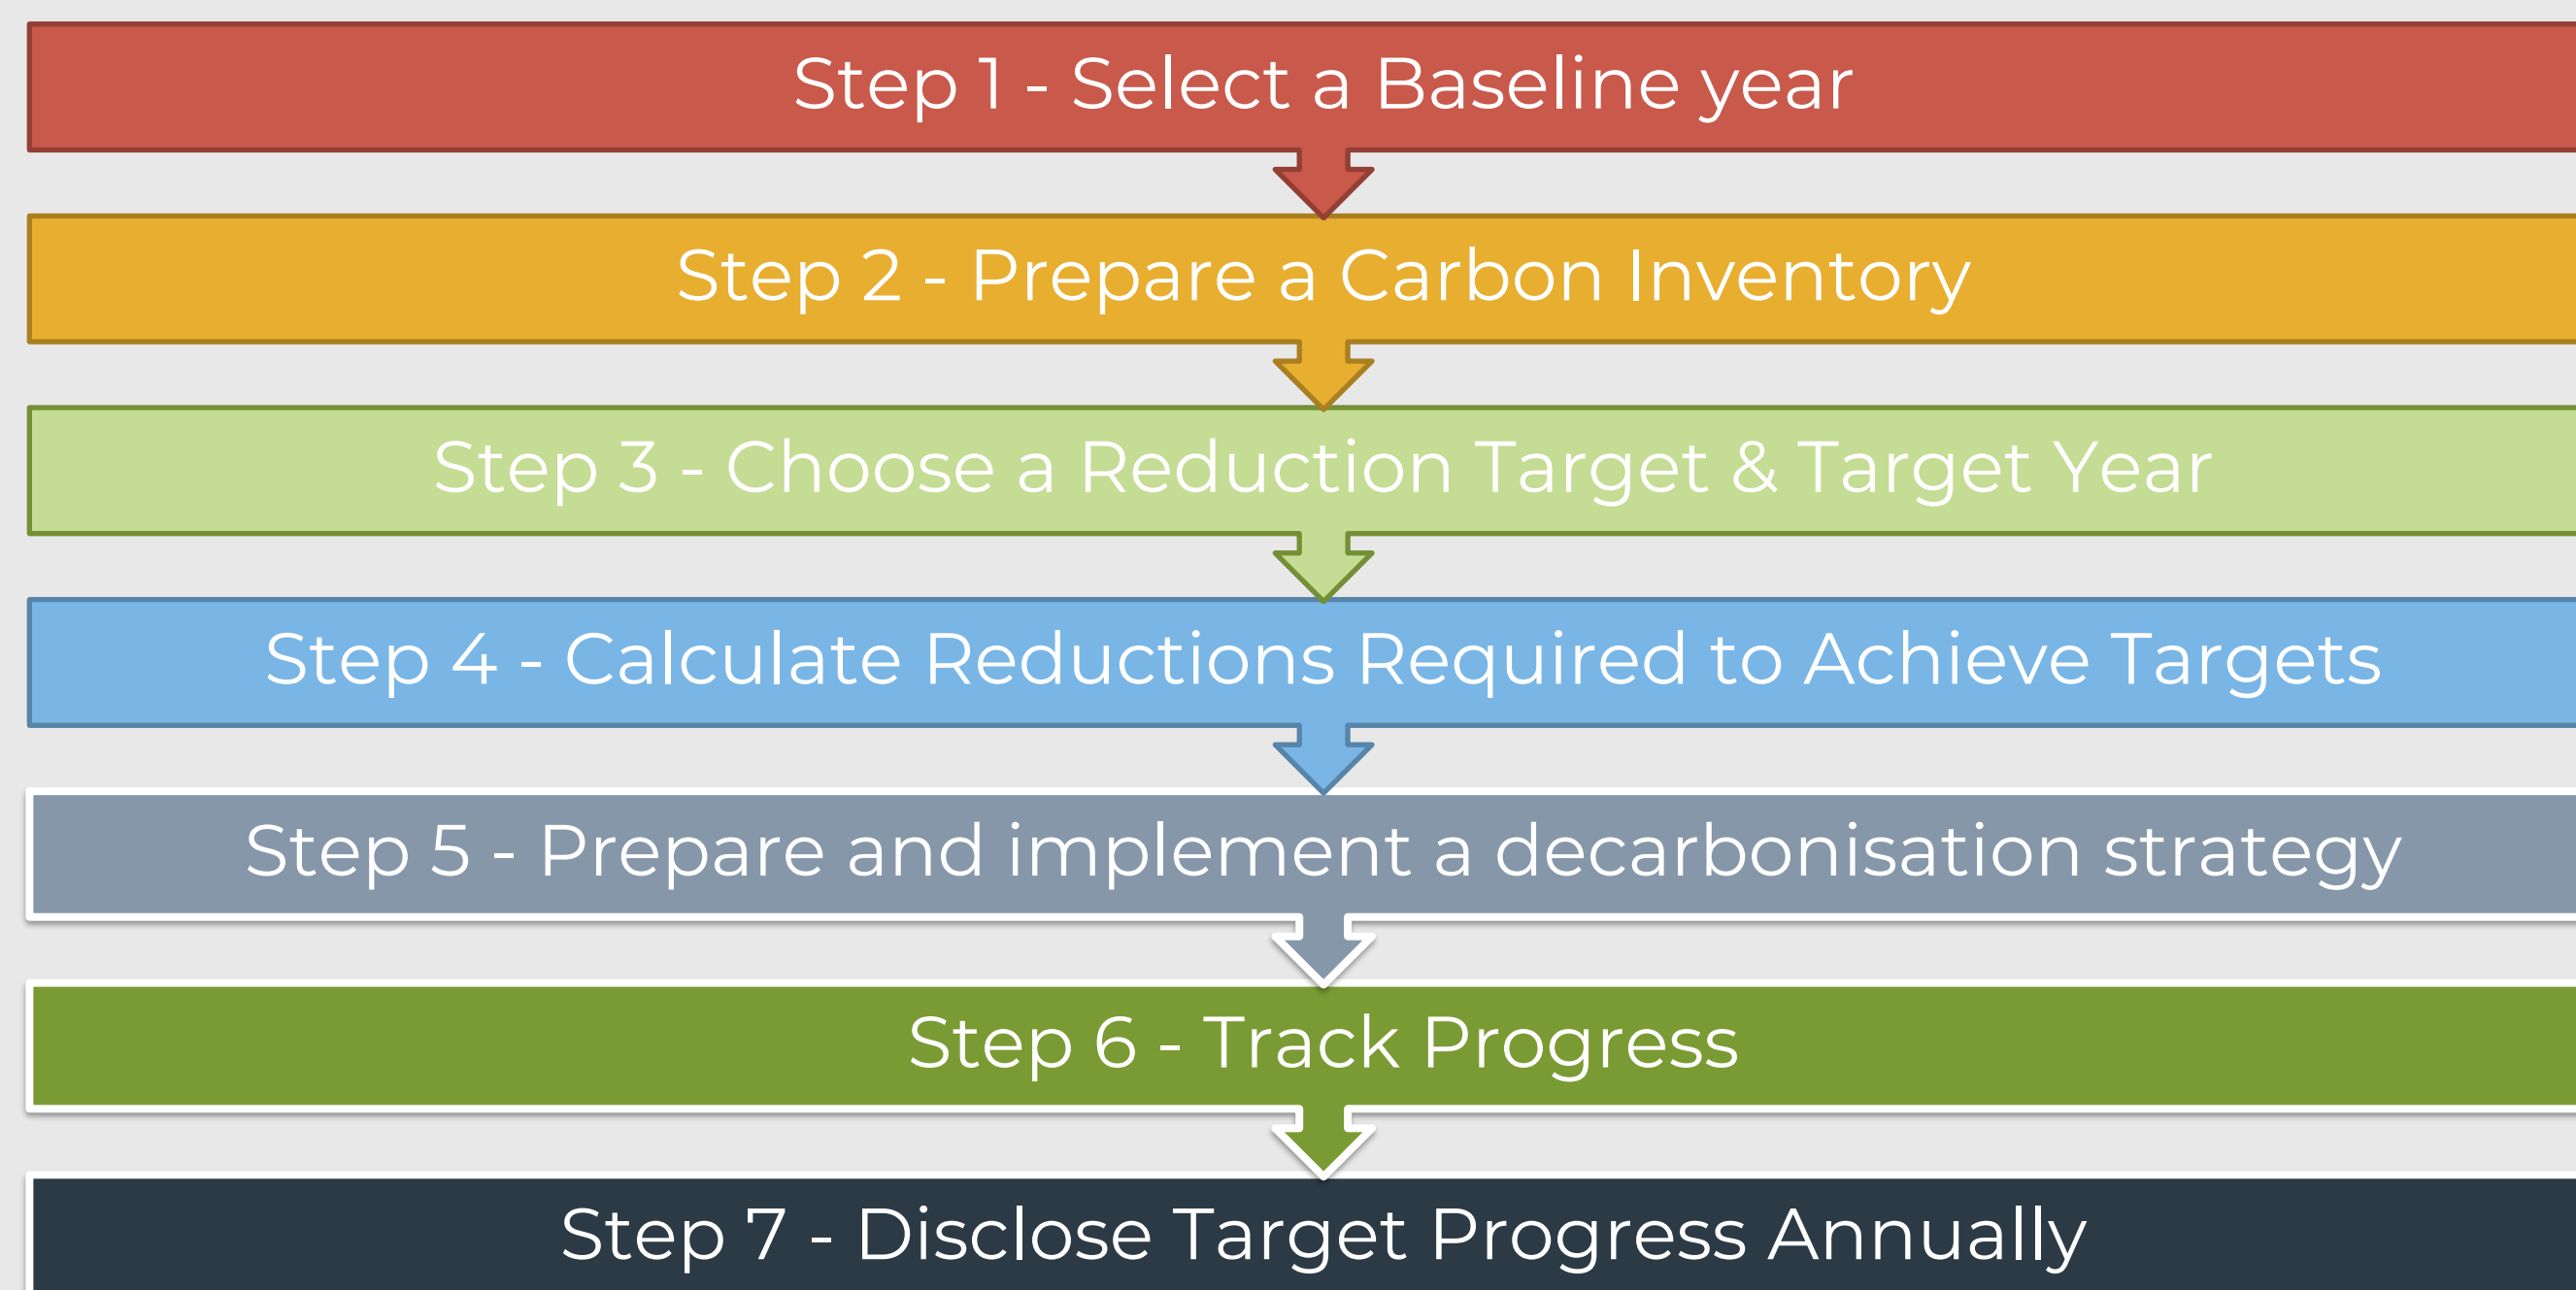 Step 1 - Select a Baseline year
Step 2 - Prepare a Carbon Inventory
Step 3 - Choose a Reduction Target & Target Year
Step 4 - Calculate Reductions Required to Achieve Targets
Step 5 - Prepare and implement a decarbonisation strategy
Step 6 - Track Progress
Step 7 - Disclose Target Progress Annually